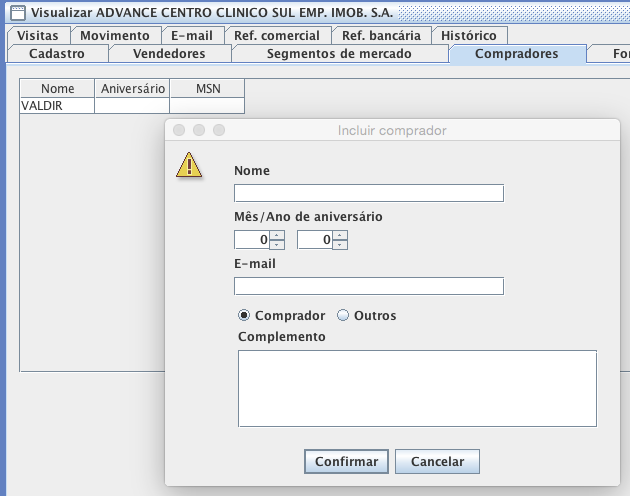 Visualizar ADVANCE CENTRO CLINICO SUL EMP. IMOB. S.A.
Visitas Movimento E-mail Ref. comercial Ref. bancária Histórico
Cadastro Vendedores Segmentos de mercado Compradores Fo
Nome Aniversário MSN
VALDIR
Incluir comprador
Nome
Mês/Ano de aniversário
0 0
E-mail
Comprador Outros
Complemento
Confirmar Cancelar